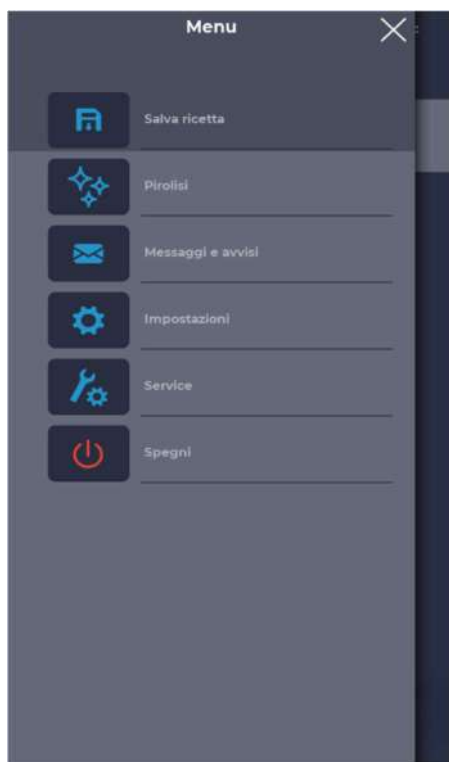 Menu
Salva ricetta
Pirolisi
Messaggi e avvisi
Impostazioni
Service
Spegni